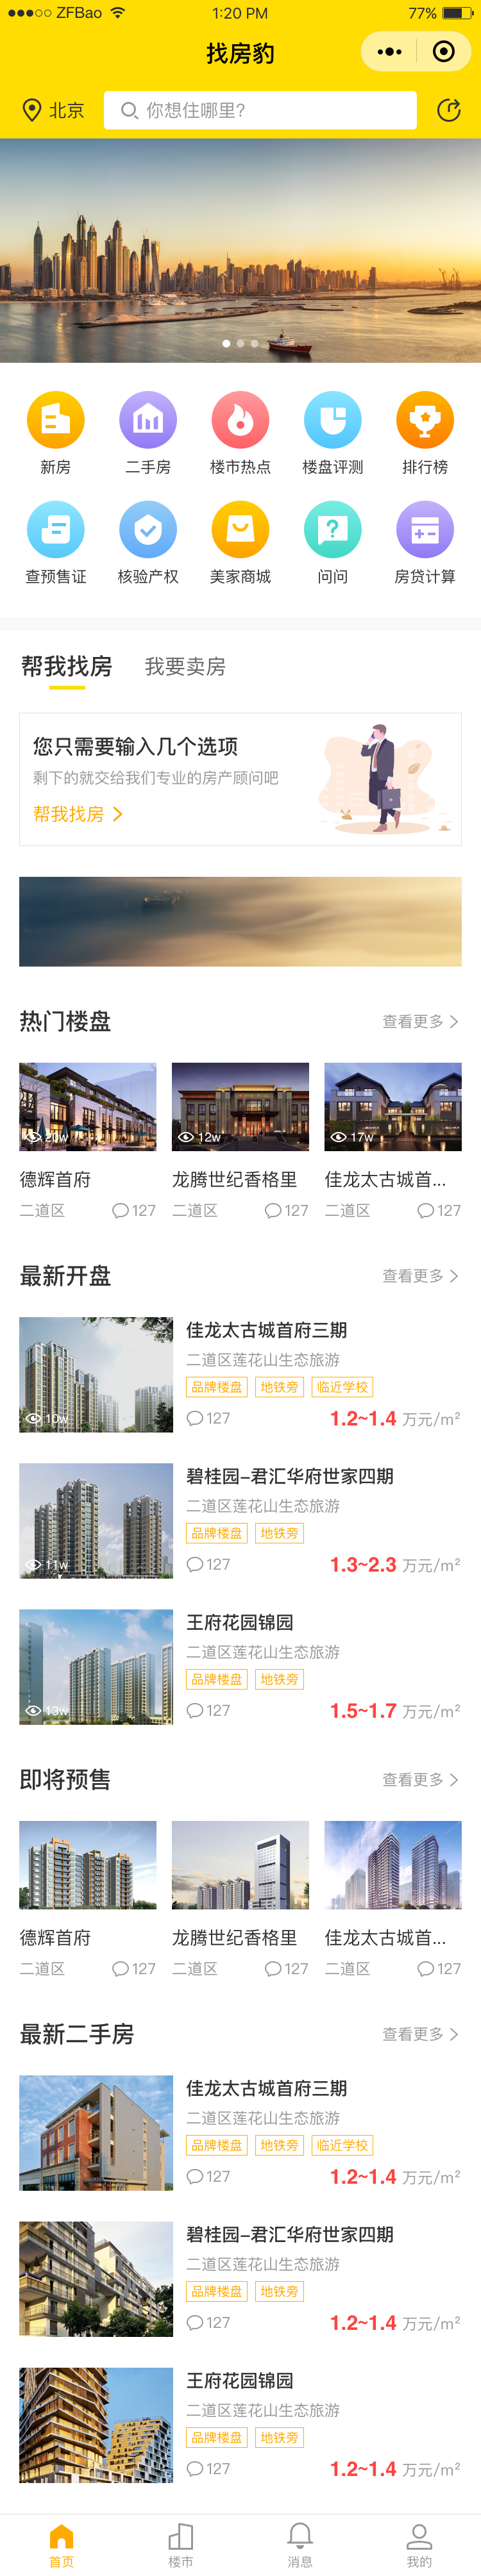 ZFBao 1:20 PM 77%
找房豹
北京 你想住哪里?
新房 二手房 楼市热点 楼盘评测 排行榜
查预售证 核验产权 美家商城 问问 房贷计算
帮我找房 我要卖房
您只需要输入几个选项
剩下的就交给我们专业的房产顾问吧
帮我找房
热门楼盘 查看更多
20w 12w 17w
德辉首府 龙腾世纪香格里 佳龙太古城首...
二道区 127 二道区 127 二道区 127
最新开盘 查看更多
佳龙太古城首府三期
二道区莲花山生态旅游
品牌楼盘 地铁旁 临近学校
10w 127 1.2~1.4 万元/m²
碧桂园-君汇华府世家四期
二道区莲花山生态旅游
品牌楼盘 地铁旁
11w 127 1.3~2.3 万元/m²
王府花园锦园
二道区莲花山生态旅游
品牌楼盘 地铁旁
13w 127 1.5~1.7 万元/m²
即将预售 查看更多
德辉首府 龙腾世纪香格里 佳龙太古城首...
二道区 127 二道区 127 二道区 127
最新二手房 查看更多
佳龙太古城首府三期
二道区莲花山生态旅游
品牌楼盘 地铁旁 临近学校
127 1.2~1.4 万元/m²
碧桂园-君汇华府世家四期
二道区莲花山生态旅游
品牌楼盘 地铁旁
127 1.2~1.4 万元/m²
王府花园锦园
二道区莲花山生态旅游
品牌楼盘 地铁旁
127 1.2~1.4 万元/m²
首页 楼市 消息 我的